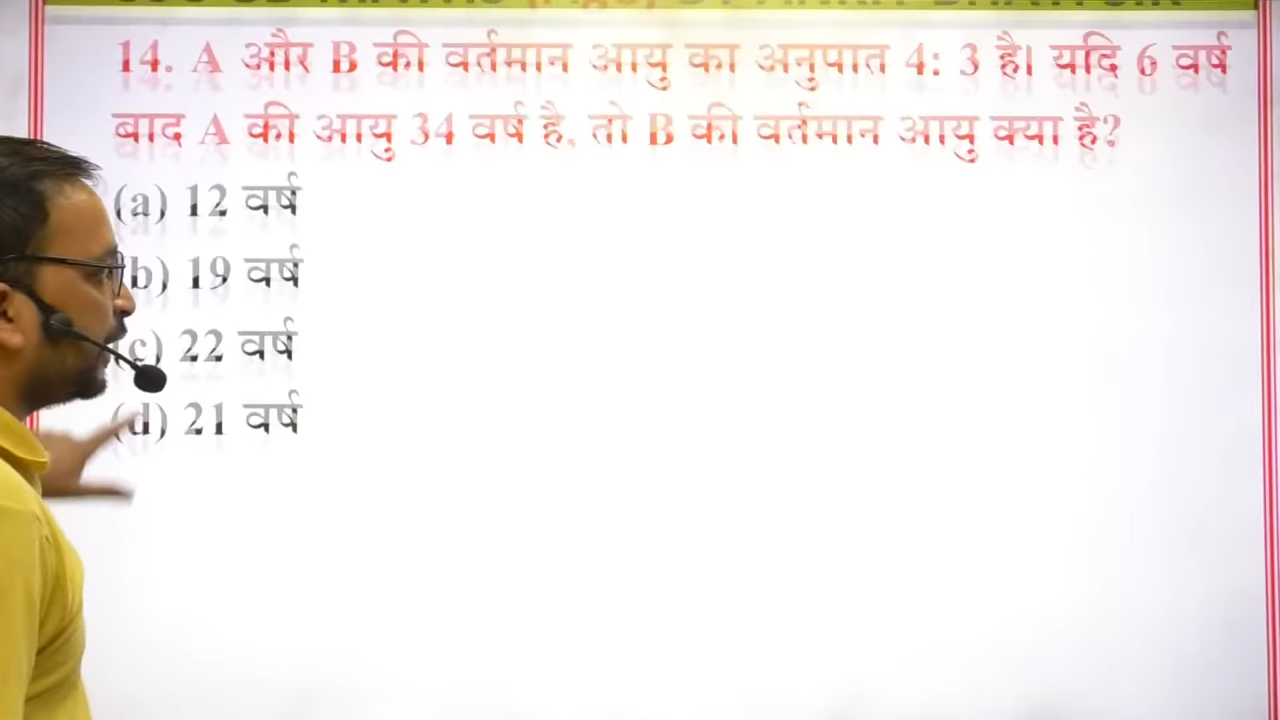 14. A और B की वर्तमान आयु का अनुपात 4: 3 है। यदि 6 वर्ष
बाद A की आयु 34 वर्ष है, तो B की वर्तमान आयु क्या है?
(a) 12 वर्ष
(b) 19 वर्ष
(c) 22 वर्ष
(d) 21 वर्ष